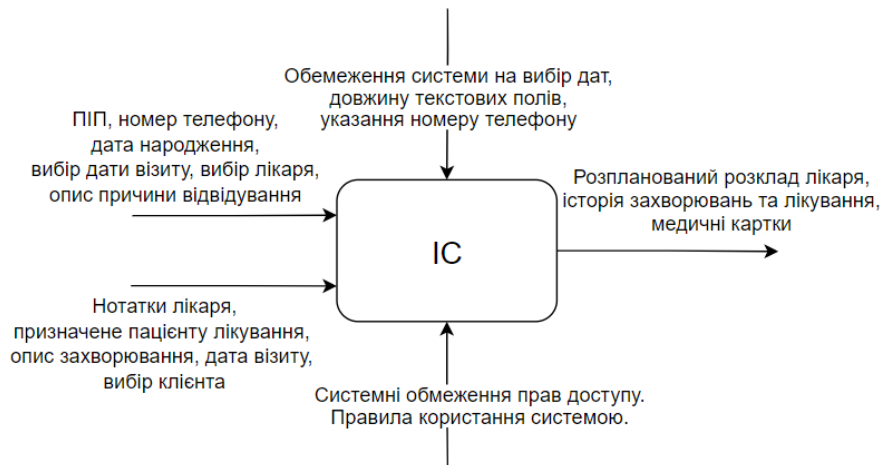 Обемеження системи на вибір дат,
довжину текстових полів,
указання номеру телефону
ПІП, номер телефону,
дата народження,
вибір дати візиту, вибір лікаря,
опис причини відвідування
Розпланований розклад лікаря,
історія захворювань та лікування,
медичні картки
ІС
Нотатки лікаря,
призначене пацієнту лікування,
опис захворювання, дата візиту,
вибір клієнта
Системні обмеження прав доступу.
Правила користання системою.